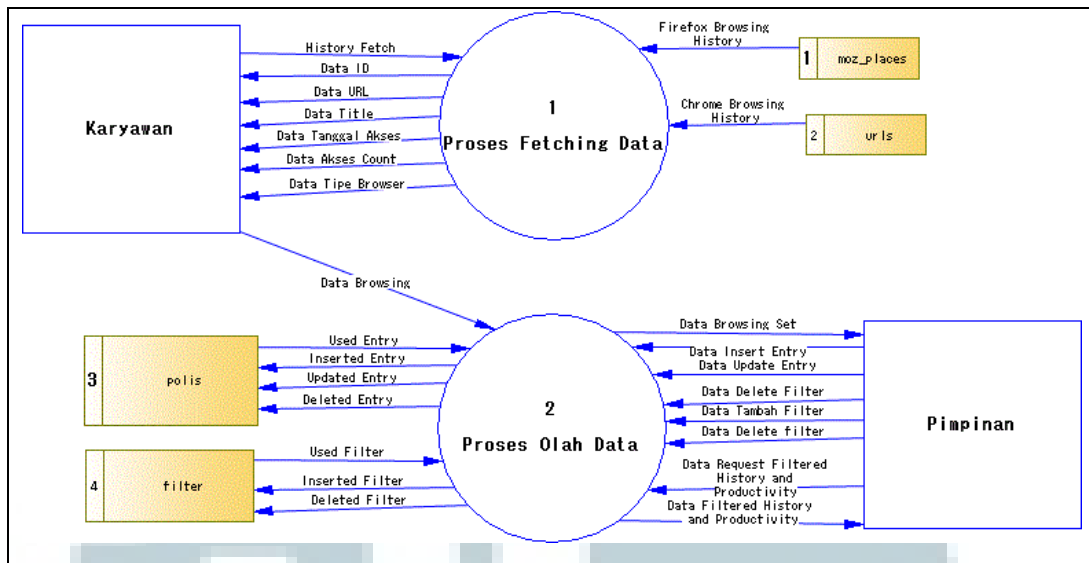 Karyawan
History Fetch
Data ID
Data URL
Data Title
Data Tanggal Akses
Data Akses Count
Data Tipe Browser
1
Proses Fetching Data
Firefox Browsing
History
1
moz_places
Chrome Browsing
History
2
urls
Data Browsing
3
polis
Used Entry
Inserted Entry
Updated Entry
Deleted Entry
4
filter
Used Filter
Inserted Filter
Deleted Filter
2
Proses Olah Data
Data Browsing Set
Data Insert Entry
Data Update Entry
Data Delete Filter
Data Tambah Filter
Data Delete filter
Data Request Filtered
History and
Productivity
Data Filtered History
and Productivity
Pimpinan